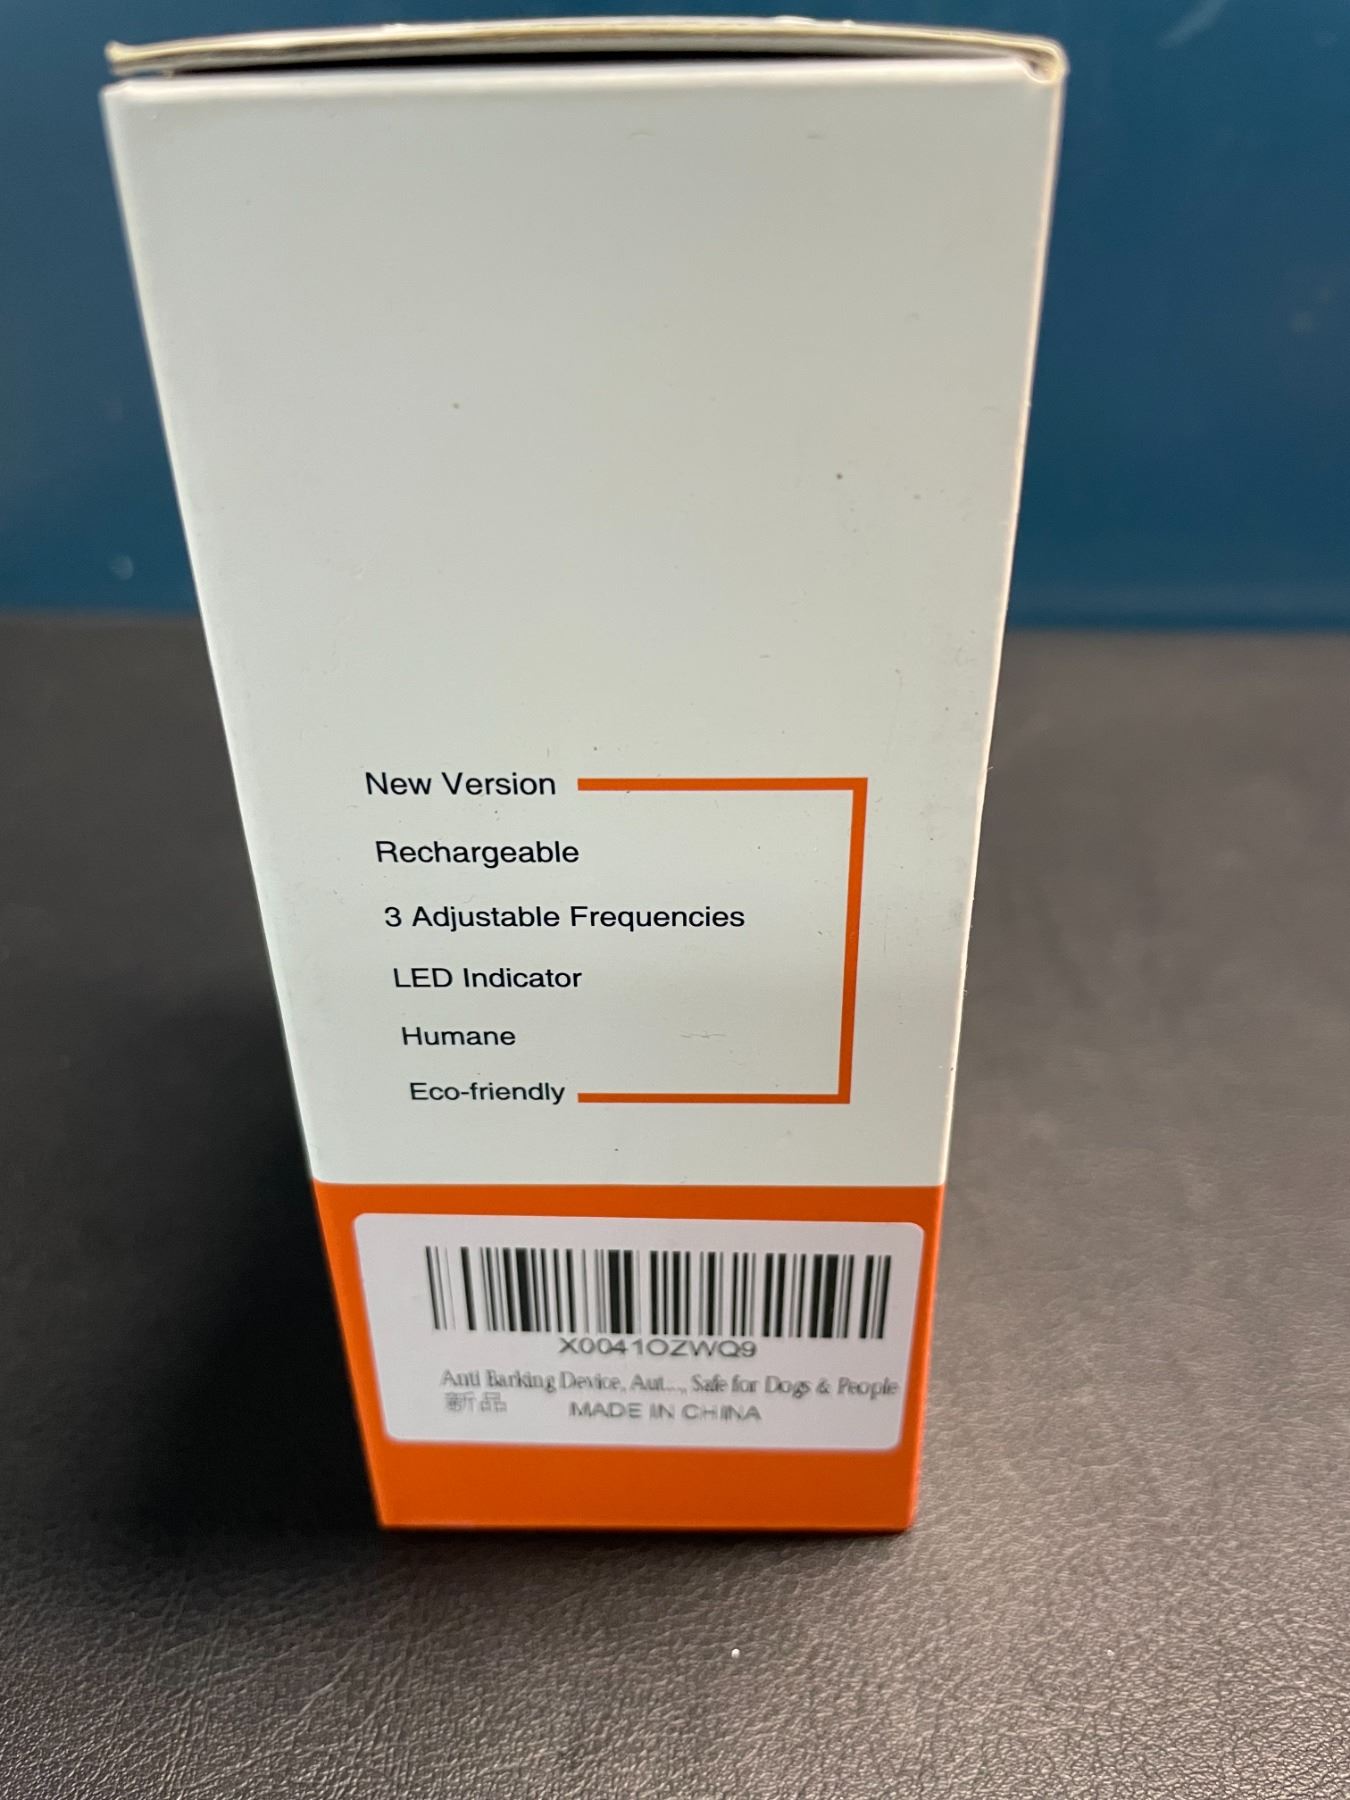 New Version
Rechargeable
3 Adjustable Frequencies
LED Indicator
Humane
Eco-friendly
X0041OZWQ9
Anti Barking Device, Aut..., Safe for Dogs & People
新品 MADE IN CHINA